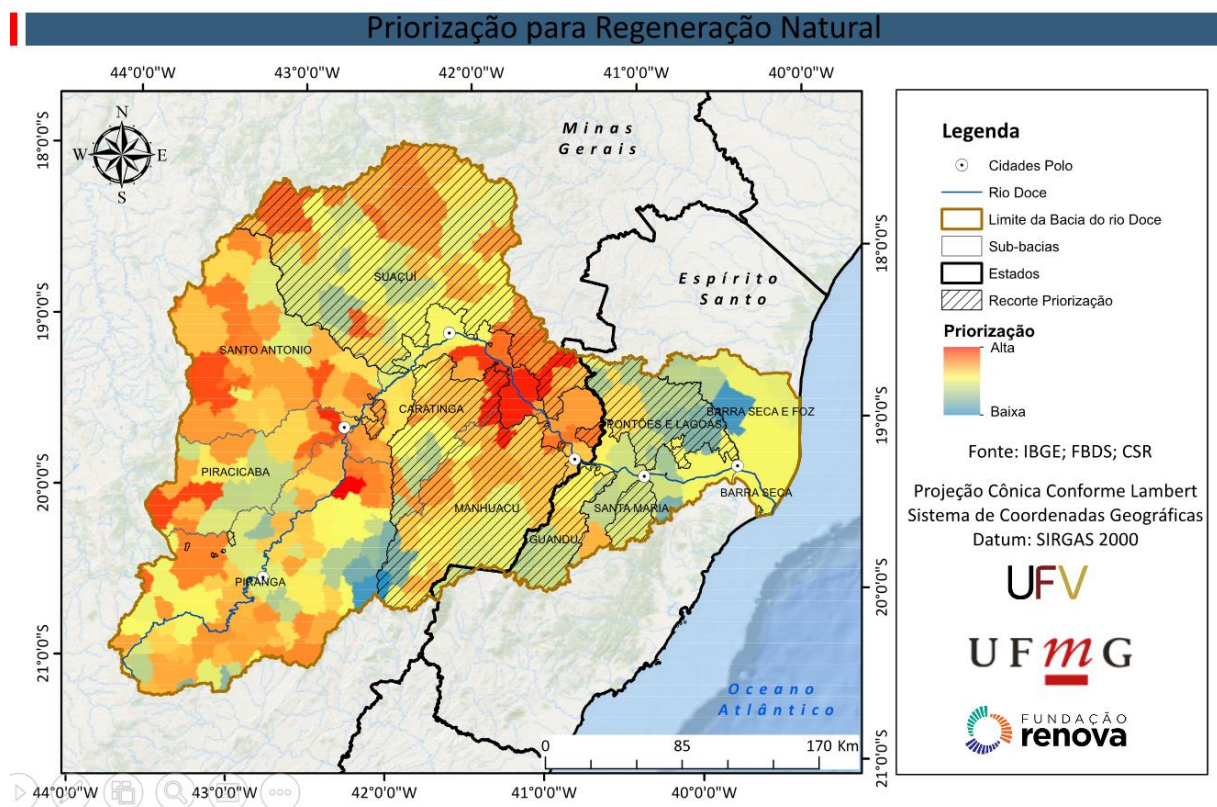 Priorização para Regeneração Natural
44°0'0"W
43°0'0"W
42°0'0"W
41°0'0"W
40°0'0"W
18°0'0"S
19°0'0"S
20°0'0"S
21°0'0"S
N
W
E
S
Minas
Gerais
Espírito
Santo
SUAÇUÍ
SANTO ANTONIO
CARATINGA
BARRA SECA E FOZ
PONTÕES E LAGOAS
PIRACICABA
BARRA SECA
MANHUAÇU
SANTA MARIA
GUANDU
PIRANGA
Oceano
Atlântico
0
85
170 Km
18°0'0"S
19°0'0"S
20°0'0"S
21°0'0"S
44°0'0"W
43°0'0"W
42°0'0"W
41°0'0"W
40°0'0"W
Legenda
Cidades Polo
Rio Doce
Limite da Bacia do rio Doce
Sub-bacias
Estados
Recorte Priorização
Priorização
Alta
Baixa
Fonte: IBGE; FBDS; CSR
Projeção Cônica Conforme Lambert
Sistema de Coordenadas Geográficas
Datum: SIRGAS 2000
UFV
UFmG
FUNDAÇÃO
renova